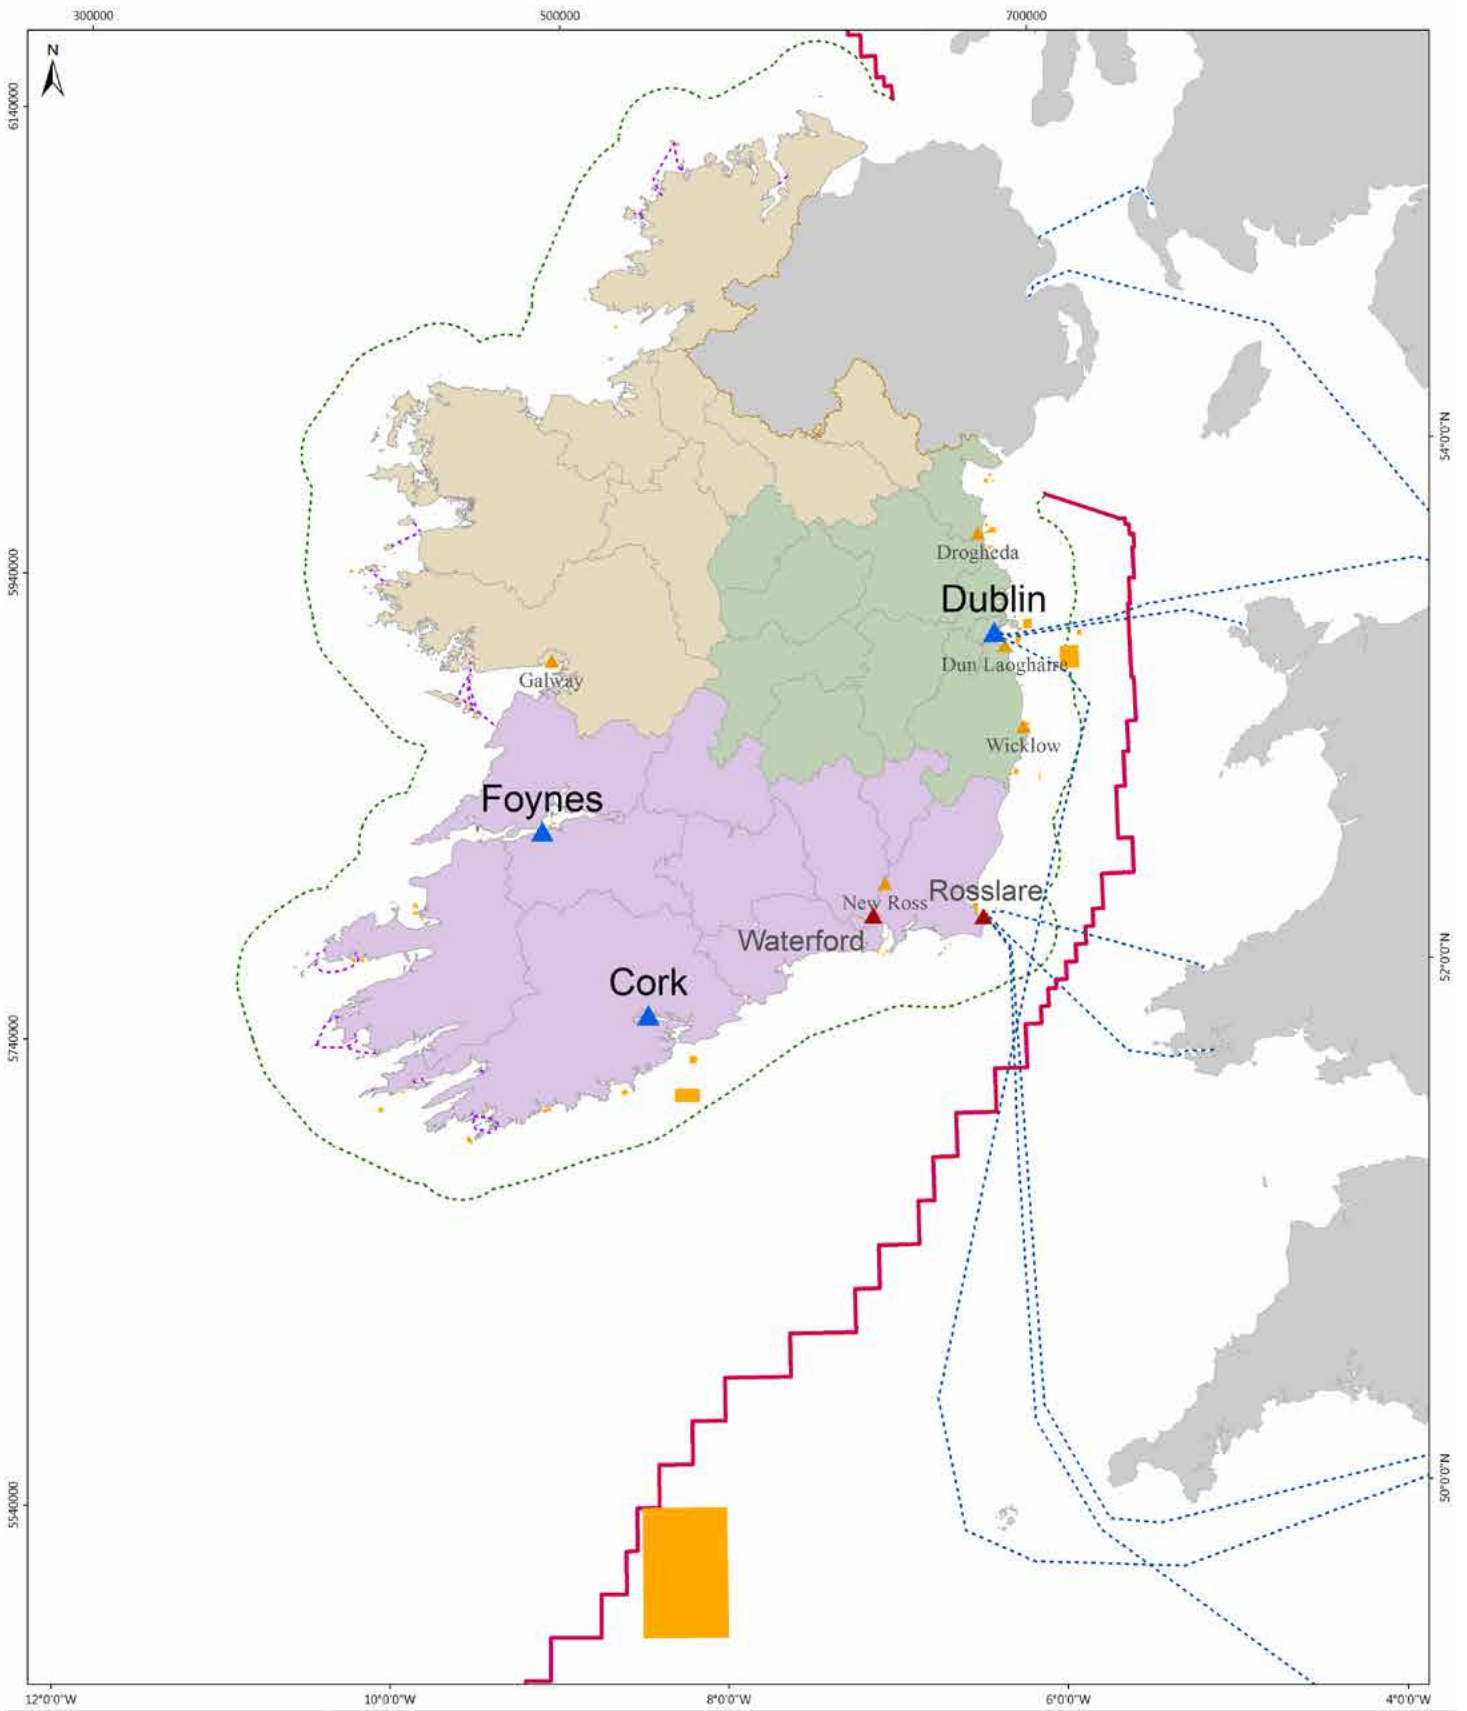 300000
500000
700000
N
6140000
54°0'0"N
Drogheda
5940000
Dublin
Dun Laoghaire
Galway
Wicklow
Foynes
Rosslare
New Ross
Waterford
52°0'0"N
Cork
5740000
50°0'0"N
5540000
12°0'0"W
10°0'0"W
8°0'0"W
6°0'0"W
4°0'0"W